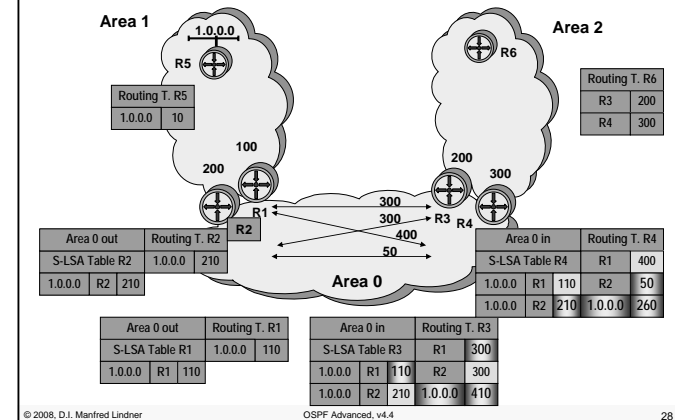 Area 1
Area 2
1.0.0.0
R5
R6
Routing T. R5
1.0.0.0 10
Routing T. R6
R3 200
R4 300
100
200
200
300
R1
R2
R3
R4
300
300
400
50
Area 0
Area 0 out Routing T. R2
S-LSA Table R2 1.0.0.0 210
1.0.0.0 R2 210
Area 0 in Routing T. R4
S-LSA Table R4 R1 400
1.0.0.0 R1 110 R2 50
1.0.0.0 R2 210 1.0.0.0 260
Area 0 out Routing T. R1
S-LSA Table R1 1.0.0.0 110
1.0.0.0 R1 110
Area 0 in Routing T. R3
S-LSA Table R3 R1 300
1.0.0.0 R1 110 R2 300
1.0.0.0 R2 210 1.0.0.0 410
© 2008, D.I. Manfred Lindner OSPF Advanced, v4.4 28